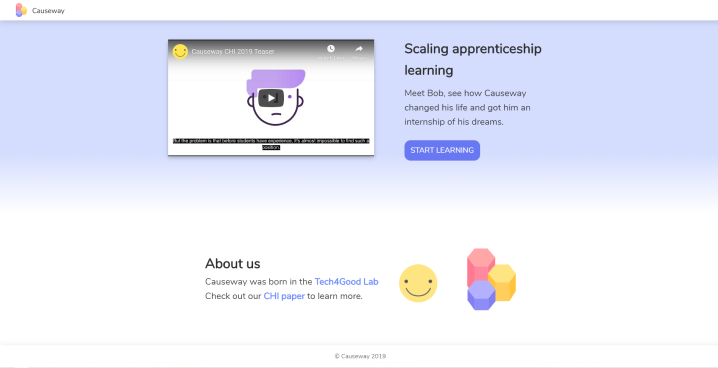 Causeway
Causeway CHI 2019 Teaser
Scaling apprenticeship
learning
Meet Bob, see how Causeway
changed his life and got him an
internship of his dreams.
But the problem is that before students have experience, it's almost impossible to find such a
position.
START LEARNING
About us
Causeway was born in the Tech4Good Lab
Check out our CHI paper to learn more.
© Causeway 2019